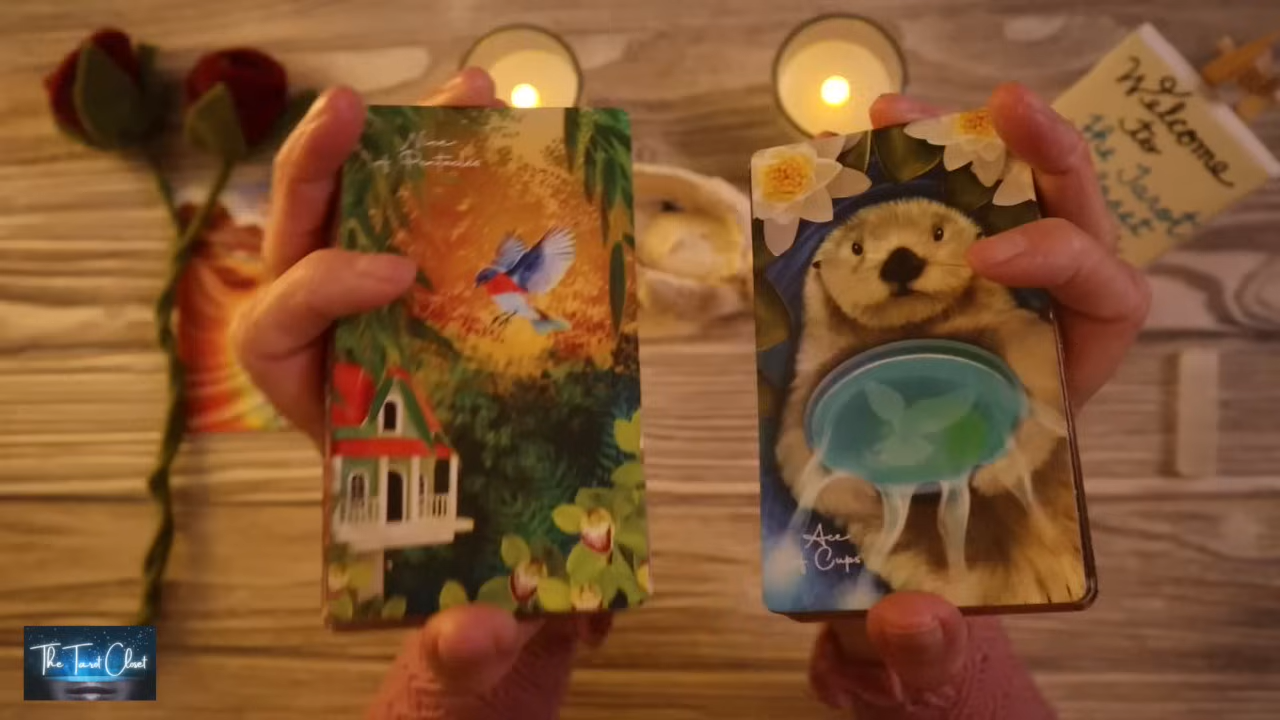 Nine
of Pentacles
Ace
of Cups
Welcome
To
the Tarot
Closet
The Tarot Closet